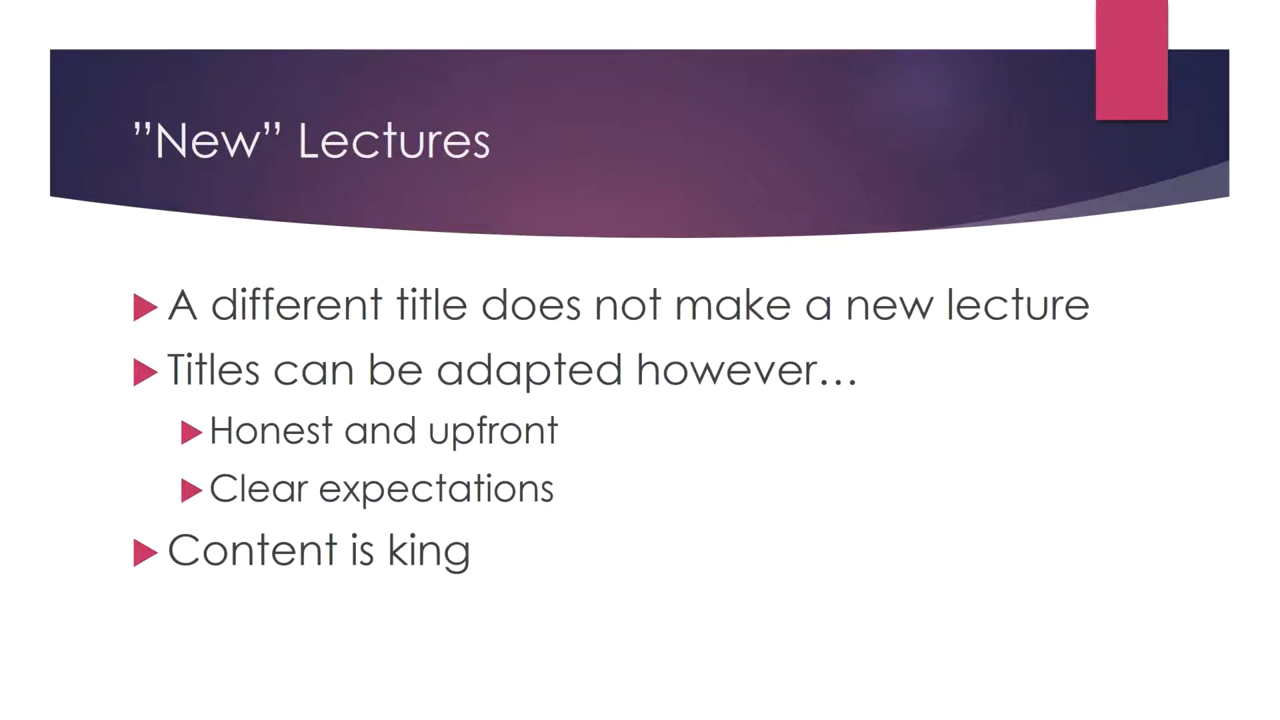 ”New” Lectures
A different title does not make a new lecture
Titles can be adapted however…
Honest and upfront
Clear expectations
Content is king